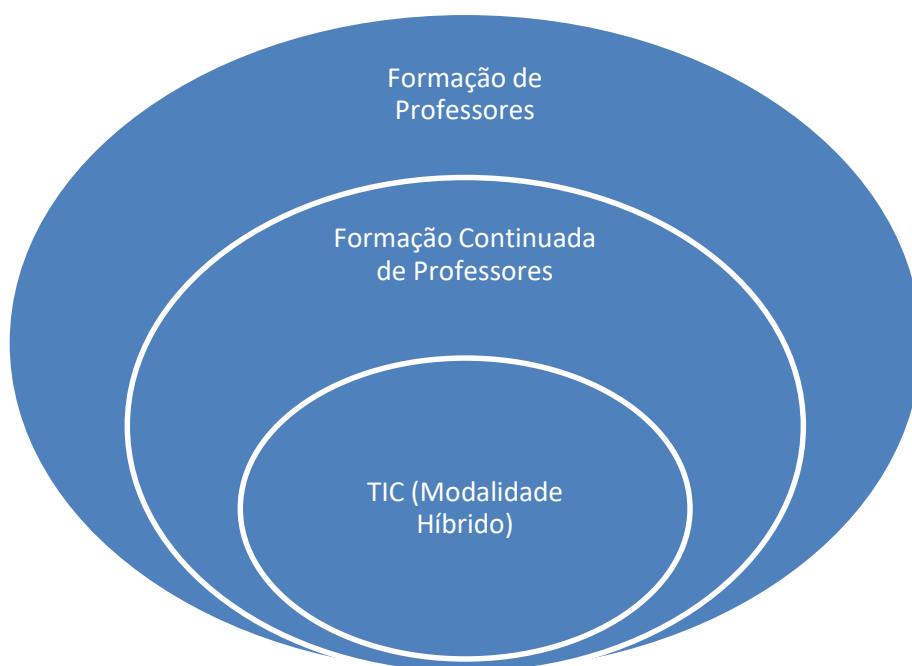 Formação de
Professores
Formação Continuada
de Professores
TIC (Modalidade
Híbrido)